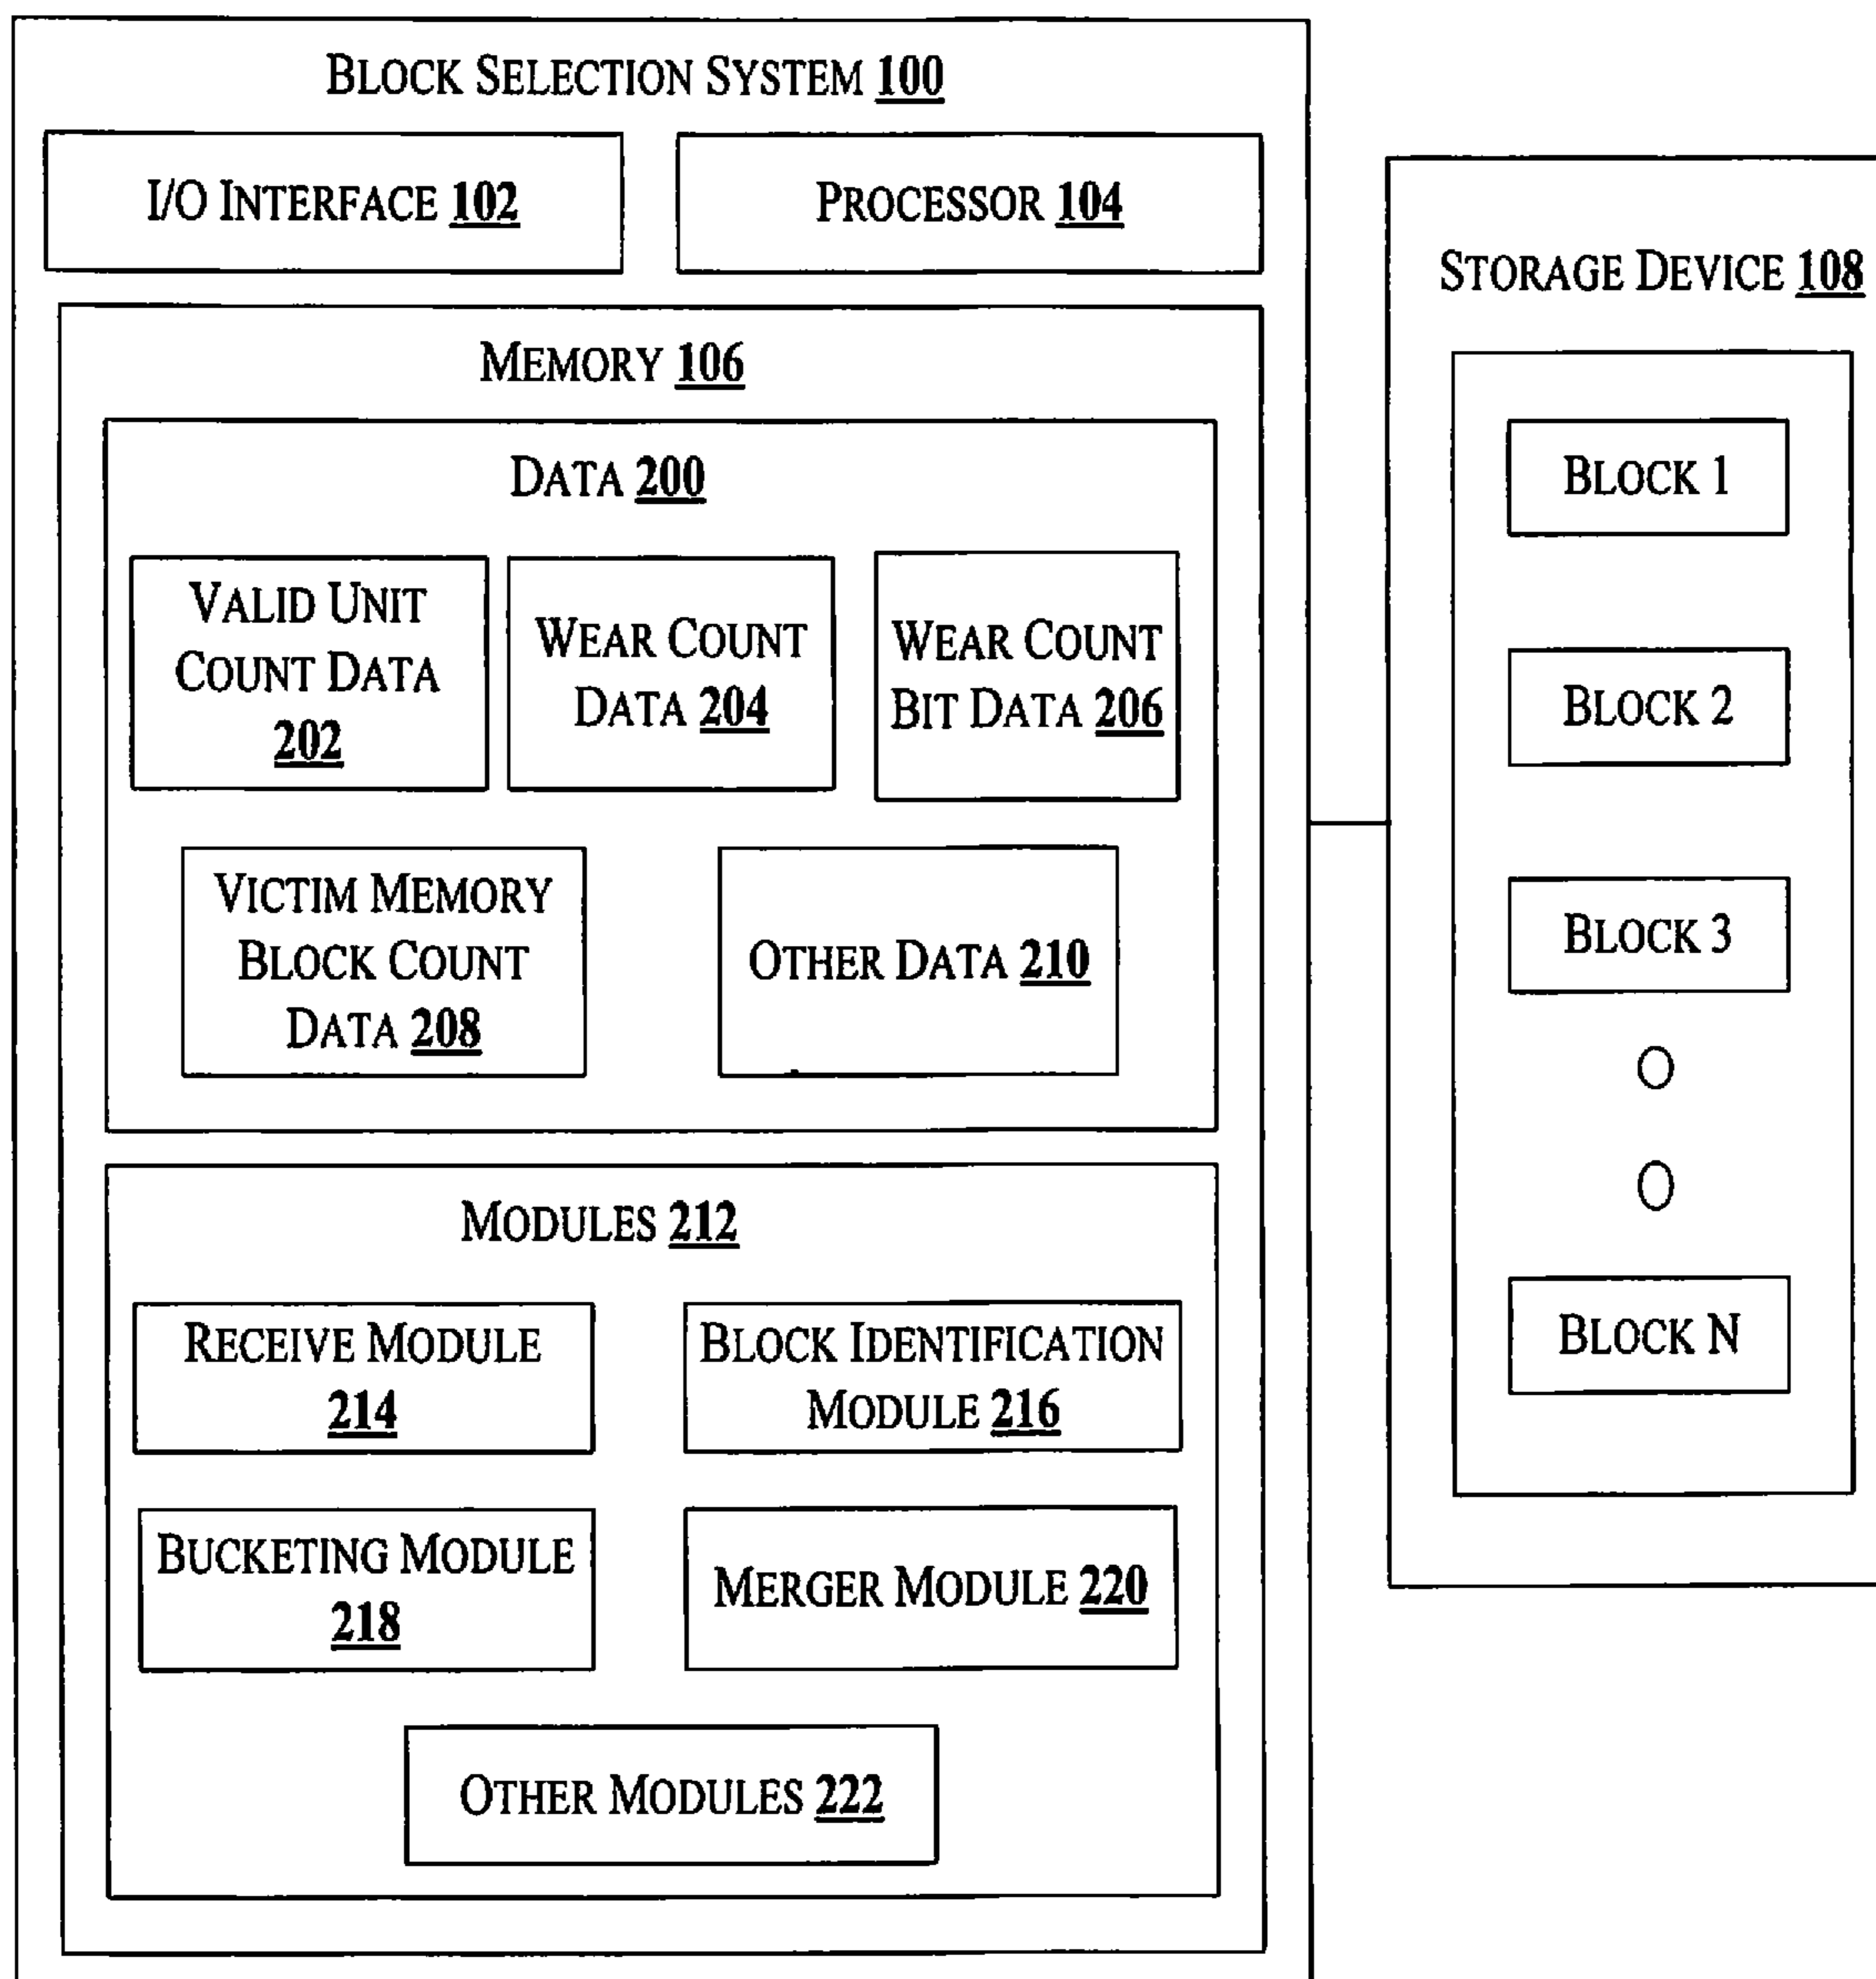 BLOCK SELECTION SYSTEM 100
I/O INTERFACE 102
PROCESSOR 104
MEMORY 106
DATA 200
VALID UNIT
COUNT DATA
202
WEAR COUNT
DATA 204
WEAR COUNT
BIT DATA 206
VICTIM MEMORY
BLOCK COUNT
DATA 208
OTHER DATA 210
MODULES 212
RECEIVE MODULE
214
BLOCK IDENTIFICATION
MODULE 216
BUCKETING MODULE
218
MERGER MODULE 220
OTHER MODULES 222
STORAGE DEVICE 108
BLOCK 1
BLOCK 2
BLOCK 3
BLOCK N